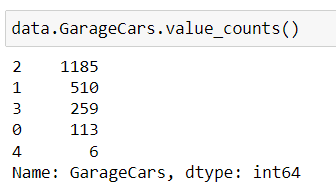 data.GarageCars.value_counts()
2    1185
1     510
3     259
0     113
4       6
Name: GarageCars, dtype: int64